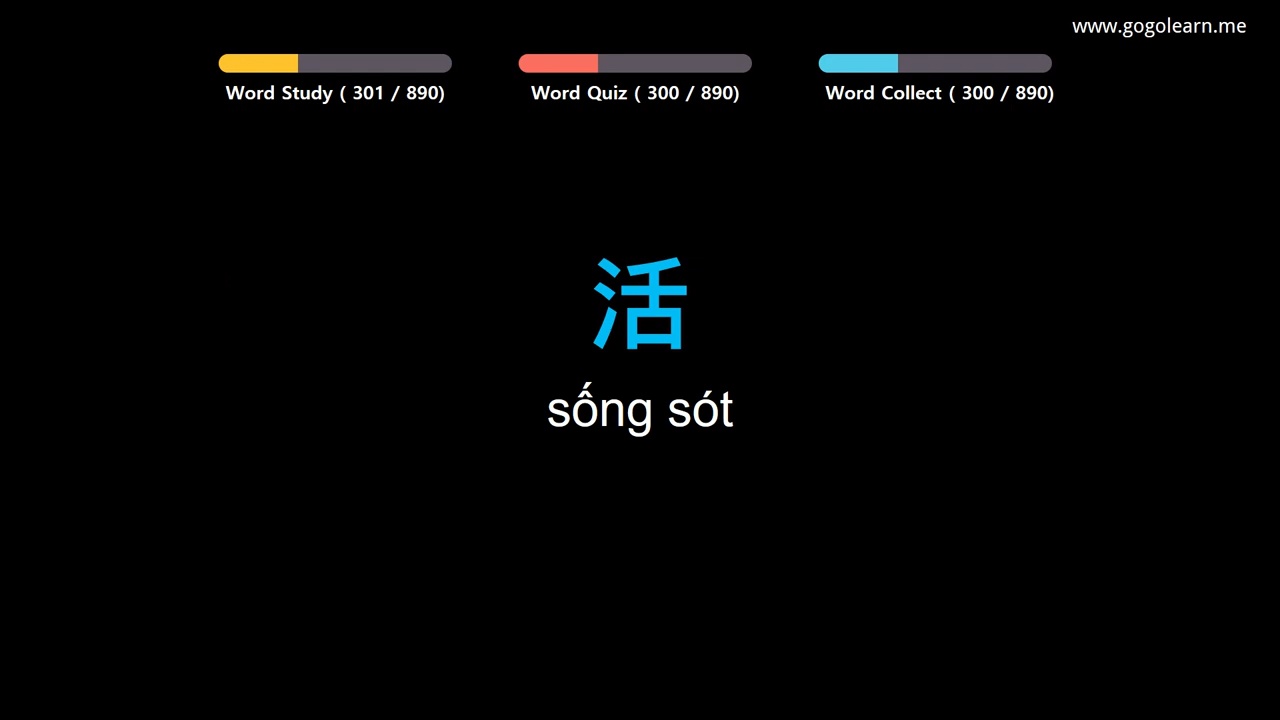 www.gogolearn.me
Word Study ( 301 / 890)
Word Quiz ( 300 / 890)
Word Collect ( 300 / 890)
活
sống sót